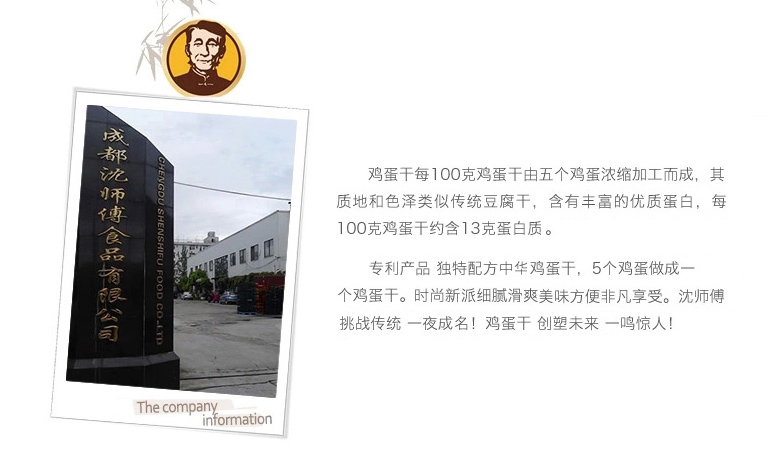 成都沈师傅食品有限公司
CHENGDU SHENSHIFU FOOD CO.,LTD
The company
information
鸡蛋干每100克鸡蛋干由五个鸡蛋浓缩加工而成，其
质地和色泽类似传统豆腐干，含有丰富的优质蛋白，每
100克鸡蛋干约含13克蛋白质。
专利产品 独特配方中华鸡蛋干，5个鸡蛋做成一
个鸡蛋干。时尚新派细腻滑爽美味方便非凡享受。沈师傅
挑战传统 一夜成名！鸡蛋干 创塑未来 一鸣惊人！